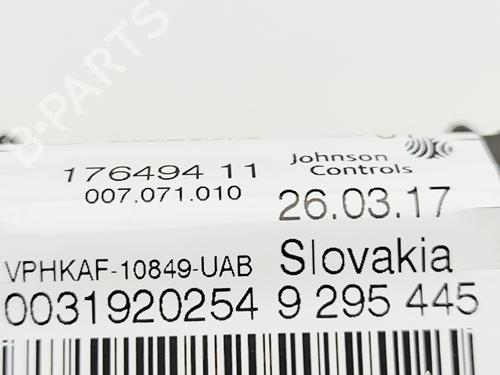 B-PARTS
176494 11
Johnson
Controls
007.071.010
26.03.17
VPHKAF-10849-UAB
Slovakia
0031920254
9 295 445